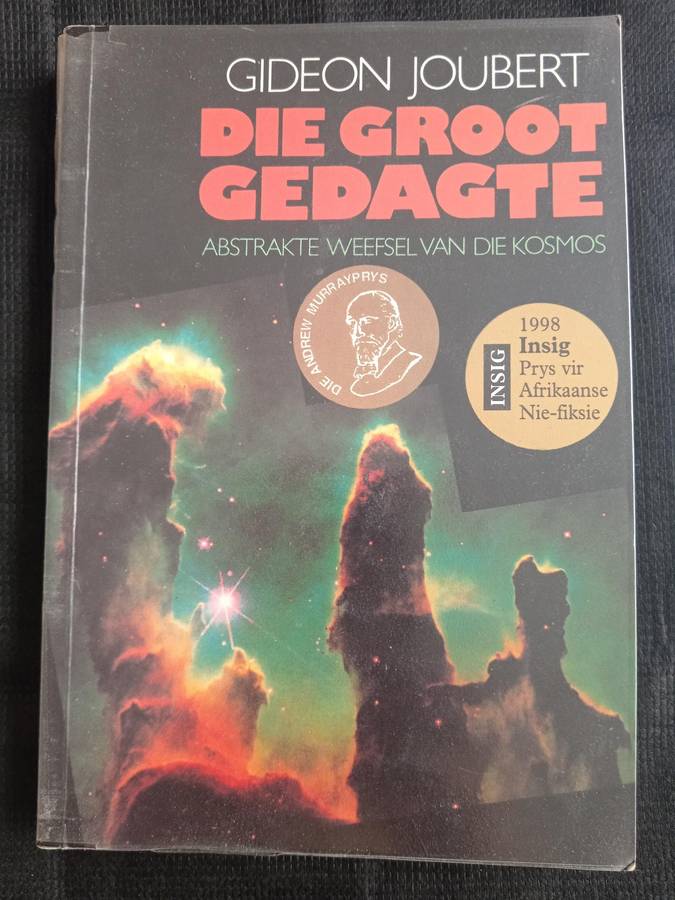 GIDEON JOUBERT
DIE GROOT
GEDAGTE
ABSTRAKTE WEEFSEL VAN DIE KOSMOS
DIE ANDREW MURRAYPRYS
INSIG
1998
Insig
Prys vir
Afrikaanse
Nie-fiksie